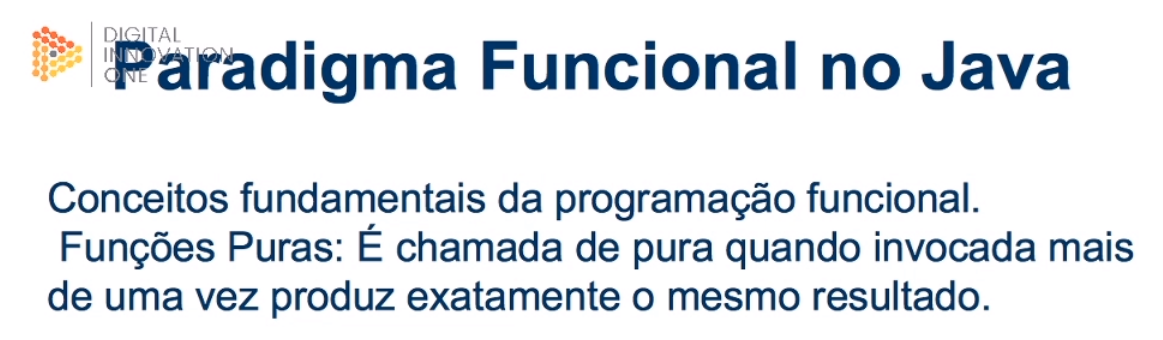 DIGITAL
INNOVATION
ONE
Paradigma Funcional no Java
Conceitos fundamentais da programação funcional.
Funções Puras: É chamada de pura quando invocada mais
de uma vez produz exatamente o mesmo resultado.